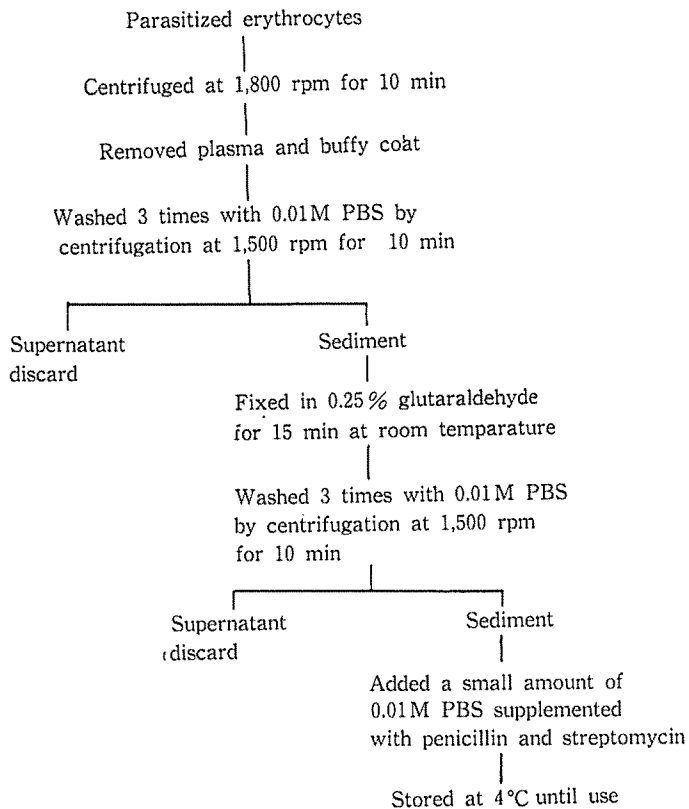 Parasitized erythrocytes
Centrifuged at 1,800 rpm for 10 min
Removed plasma and buffy coat
Washed 3 times with 0.01M PBS by
centrifugation at 1,500 rpm for 10 min
Supernatant
discard
Sediment
Fixed in 0.25% glutaraldehyde
for 15 min at room temparature
Washed 3 times with 0.01M PBS
by centrifugation at 1,500 rpm
for 10 min
Supernatant
discard
Sediment
Added a small amount of
0.01M PBS supplemented
with penicillin and streptomycin
Stored at 4°C until use